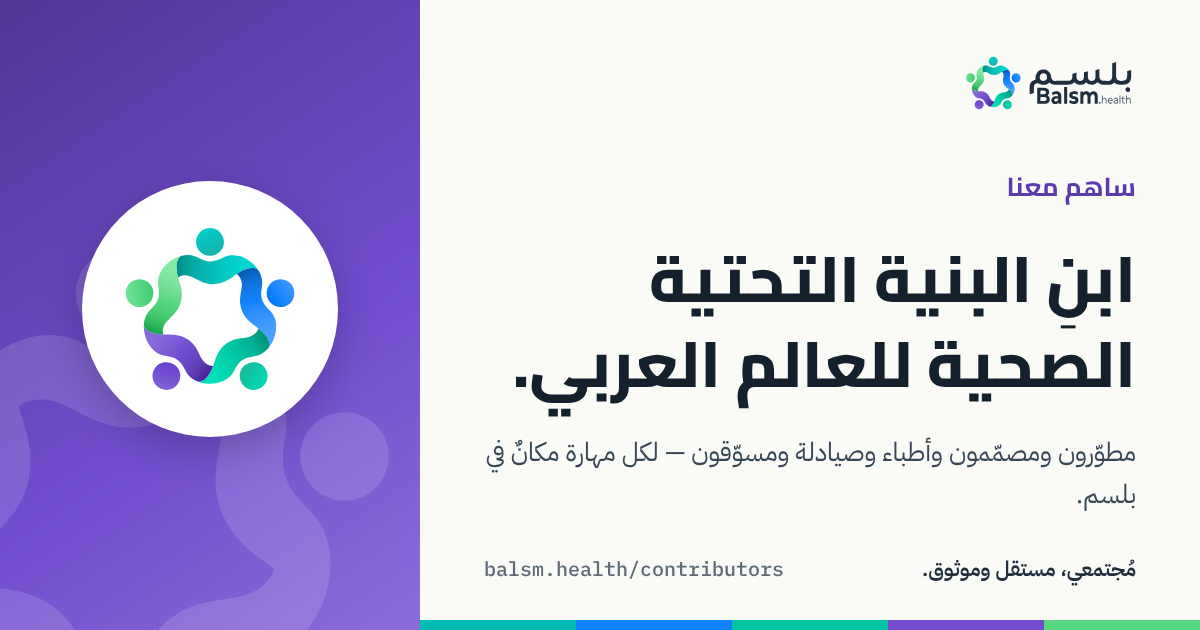 بلسم
Balsm.health
ساهم معنا
ابنِ البنية التحتية
الصحية للعالم العربي.
مطوّرون ومصمّمون وأطباء وصيادلة ومسوّقون — لكل مهارة مكانٌ في
بلسم.
مُجتمعي، مستقل وموثوق.
balsm.health/contributors